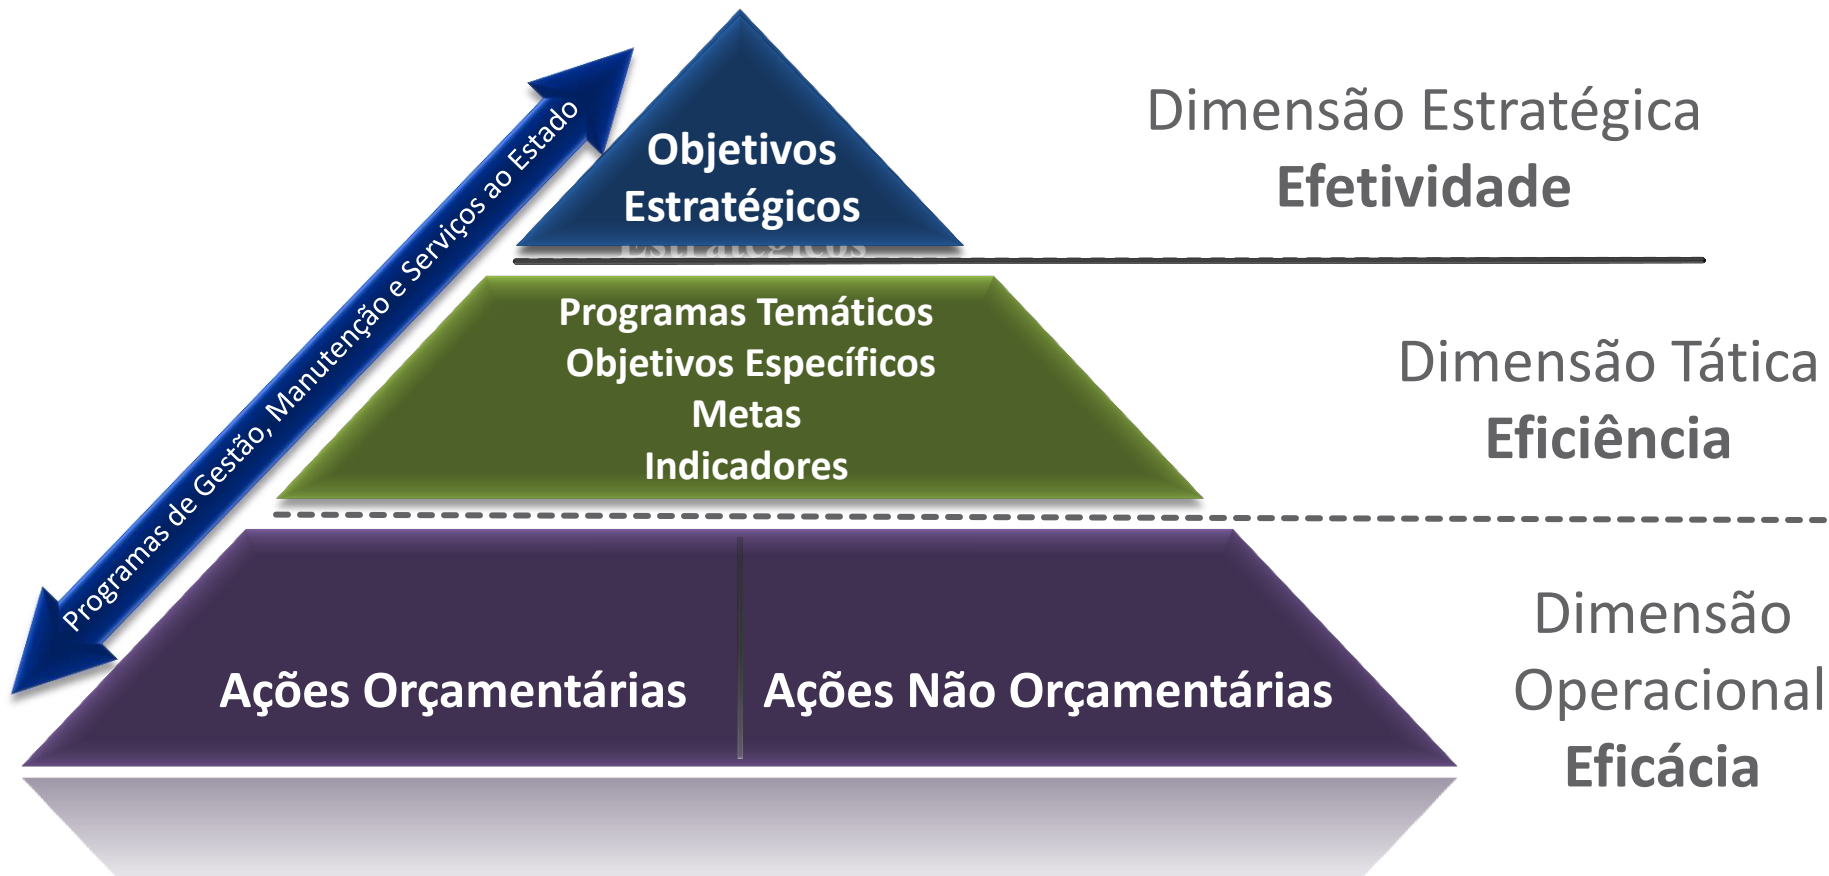 Programas de Gestão, Manutenção e Serviços ao Estado
Objetivos
Estratégicos
Dimensão Estratégica
Efetividade
Programas Temáticos
Objetivos Específicos
Metas
Indicadores
Dimensão Tática
Eficiência
Ações Orçamentárias
Ações Não Orçamentárias
Dimensão
Operacional
Eficácia